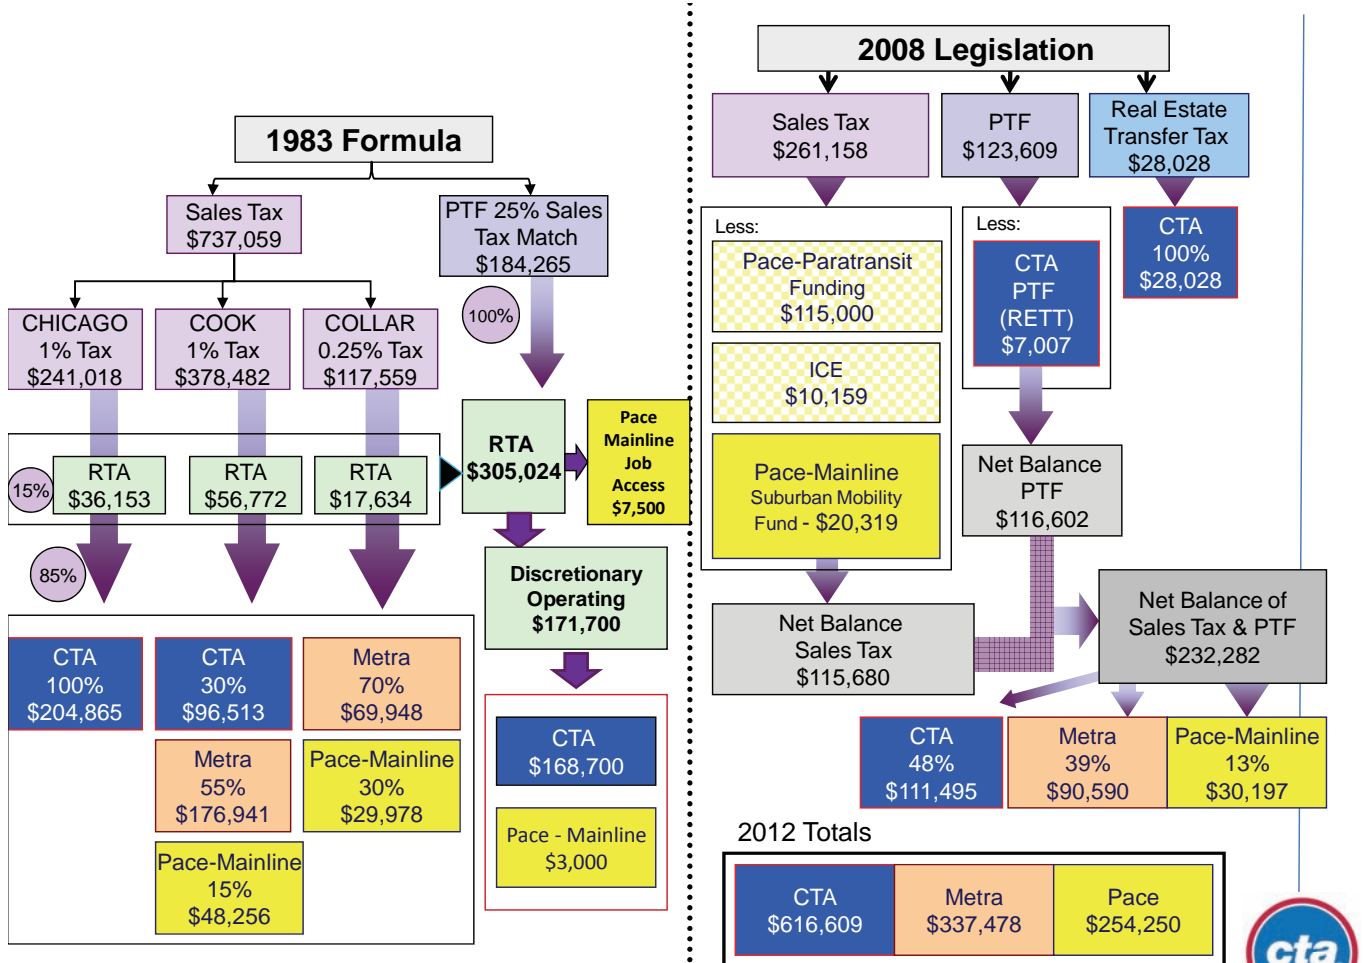 1983 Formula
Sales Tax
$737,059
PTF 25% Sales
Tax Match
$184,265
100%
CHICAGO
1% Tax
$241,018
COOK
1% Tax
$378,482
COLLAR
0.25% Tax
$117,559
15%
RTA
$36,153
RTA
$56,772
RTA
$17,634
RTA
$305,024
Pace
Mainline
Job
Access
$7,500
85%
Discretionary
Operating
$171,700
CTA
100%
$204,865
CTA
30%
$96,513
Metra
70%
$69,948
Metra
55%
$176,941
Pace-Mainline
30%
$29,978
Pace-Mainline
15%
$48,256
CTA
$168,700
Pace - Mainline
$3,000
2008 Legislation
Sales Tax
$261,158
PTF
$123,609
Real Estate
Transfer Tax
$28,028
Less:
Pace-Paratransit
Funding
$115,000
ICE
$10,159
Pace-Mainline
Suburban Mobility
Fund - $20,319
Less:
CTA
PTF
(RETT)
$7,007
CTA
100%
$28,028
Net Balance
PTF
$116,602
Net Balance
Sales Tax
$115,680
Net Balance of
Sales Tax & PTF
$232,282
CTA
48%
$111,495
Metra
39%
$90,590
Pace-Mainline
13%
$30,197
2012 Totals
CTA
$616,609
Metra
$337,478
Pace
$254,250
cta